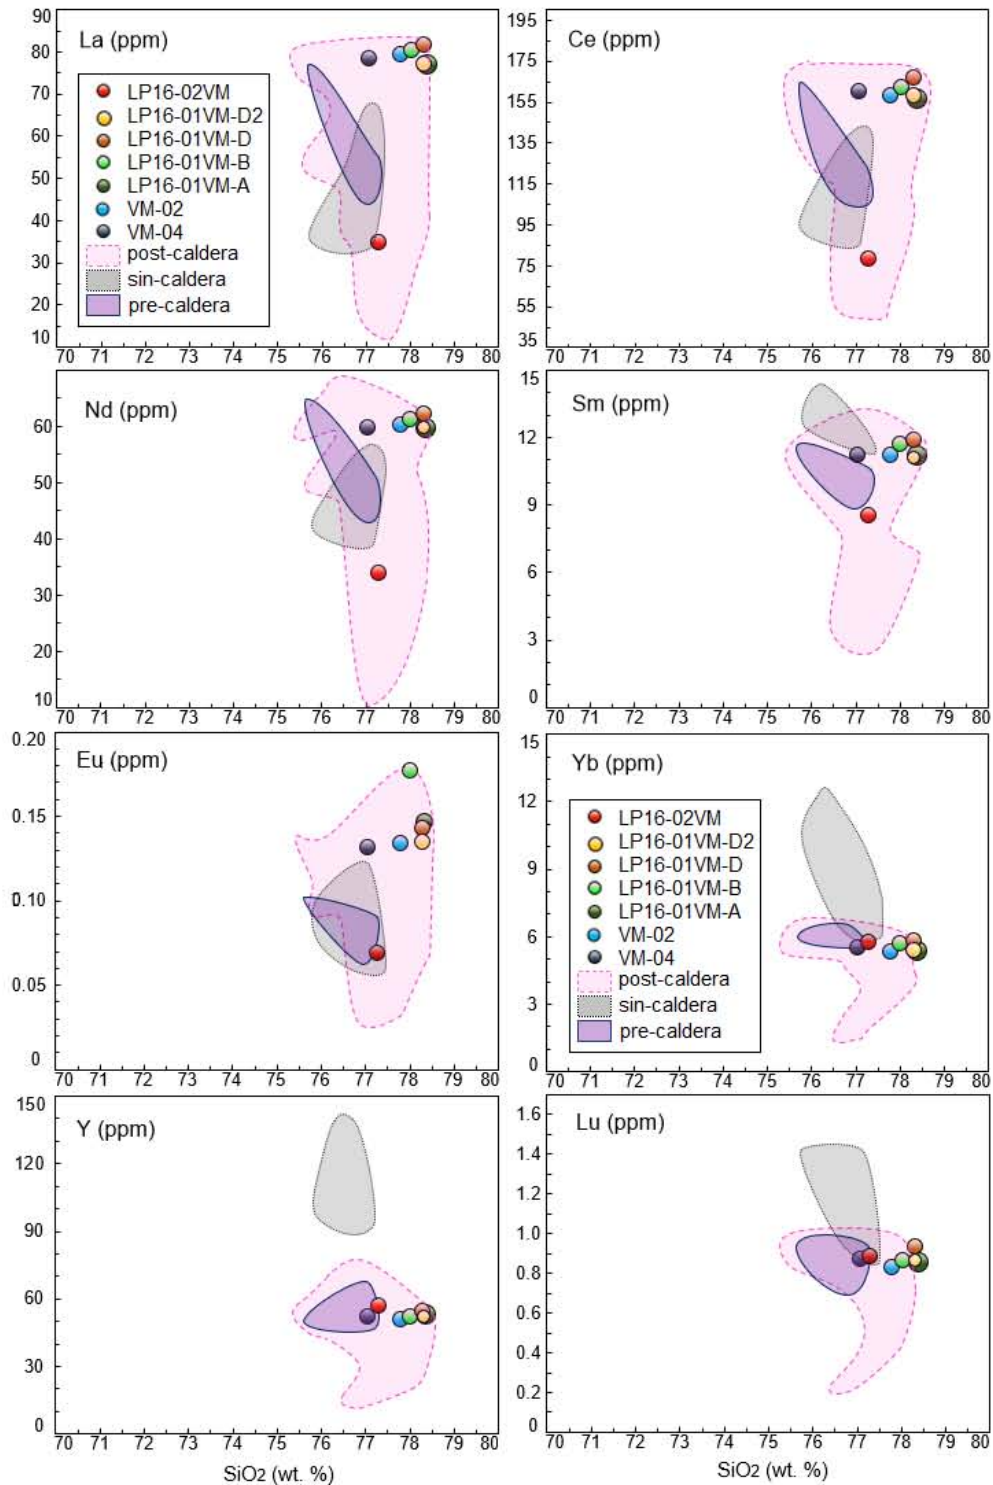 La (ppm)
90
80
70
60
50
40
30
20
10
LP16-02VM
LP16-01VM-D2
LP16-01VM-D
LP16-01VM-B
LP16-01VM-A
VM-02
VM-04
post-caldera
sin-caldera
pre-caldera
70 71 72 73 74 75 76 77 78 79 80
Ce (ppm)
195
175
155
135
115
95
75
55
35
70 71 72 73 74 75 76 77 78 79 80
Nd (ppm)
60
50
40
30
20
10
70 71 72 73 74 75 76 77 78 79 80
Sm (ppm)
15
12
9
6
3
0
70 71 72 73 74 75 76 77 78 79 80
Eu (ppm)
0.20
0.15
0.10
0.05
0
70 71 72 73 74 75 76 77 78 79 80
Yb (ppm)
15
12
9
6
3
0
LP16-02VM
LP16-01VM-D2
LP16-01VM-D
LP16-01VM-B
LP16-01VM-A
VM-02
VM-04
post-caldera
sin-caldera
pre-caldera
70 71 72 73 74 75 76 77 78 79 80
Y (ppm)
150
120
90
60
30
0
70 71 72 73 74 75 76 77 78 79 80
SiO2 (wt. %)
Lu (ppm)
1.6
1.4
1.2
1.0
0.8
0.6
0.4
0.2
0
70 71 72 73 74 75 76 77 78 79 80
SiO2 (wt. %)